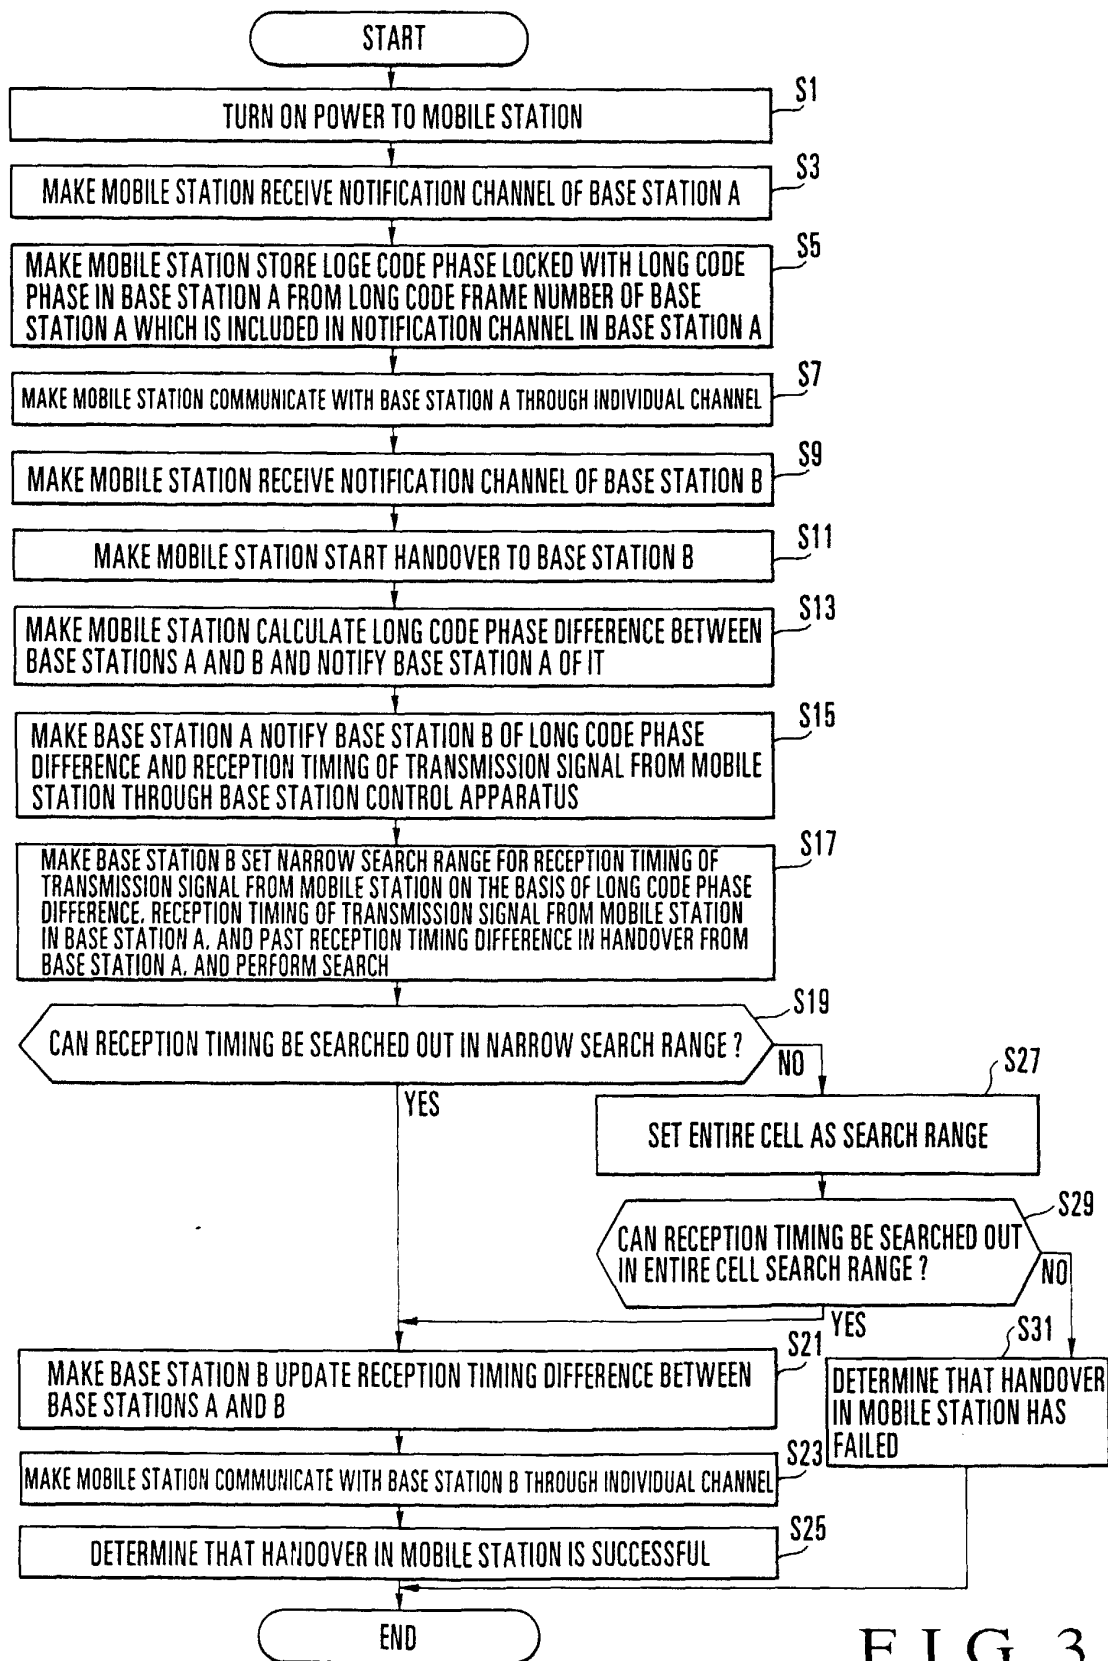 START
S1
TURN ON POWER TO MOBILE STATION
S3
MAKE MOBILE STATION RECEIVE NOTIFICATION CHANNEL OF BASE STATION A
S5
MAKE MOBILE STATION STORE LOGE CODE PHASE LOCKED WITH LONG CODE
PHASE IN BASE STATION A FROM LONG CODE FRAME NUMBER OF BASE
STATION A WHICH IS INCLUDED IN NOTIFICATION CHANNEL IN BASE STATION A
S7
MAKE MOBILE STATION COMMUNICATE WITH BASE STATION A THROUGH INDIVIDUAL CHANNEL
S9
MAKE MOBILE STATION RECEIVE NOTIFICATION CHANNEL OF BASE STATION B
S11
MAKE MOBILE STATION START HANDOVER TO BASE STATION B
S13
MAKE MOBILE STATION CALCULATE LONG CODE PHASE DIFFERENCE BETWEEN
BASE STATIONS A AND B AND NOTIFY BASE STATION A OF IT
S15
MAKE BASE STATION A NOTIFY BASE STATION B OF LONG CODE PHASE
DIFFERENCE AND RECEPTION TIMING OF TRANSMISSION SIGNAL FROM MOBILE
STATION THROUGH BASE STATION CONTROL APPARATUS
S17
MAKE BASE STATION B SET NARROW SEARCH RANGE FOR RECEPTION TIMING OF
TRANSMISSION SIGNAL FROM MOBILE STATION ON THE BASIS OF LONG CODE PHASE
DIFFERENCE, RECEPTION TIMING OF TRANSMISSION SIGNAL FROM MOBILE STATION
IN BASE STATION A, AND PAST RECEPTION TIMING DIFFERENCE IN HANDOVER FROM
BASE STATION A, AND PERFORM SEARCH
S19
CAN RECEPTION TIMING BE SEARCHED OUT IN NARROW SEARCH RANGE ?
NO
YES
S27
SET ENTIRE CELL AS SEARCH RANGE
S29
CAN RECEPTION TIMING BE SEARCHED OUT
IN ENTIRE CELL SEARCH RANGE ?
NO
YES
S21
MAKE BASE STATION B UPDATE RECEPTION TIMING DIFFERENCE BETWEEN
BASE STATIONS A AND B
S31
DETERMINE THAT HANDOVER
IN MOBILE STATION HAS
FAILED
S23
MAKE MOBILE STATION COMMUNICATE WITH BASE STATION B THROUGH INDIVIDUAL CHANNEL
S25
DETERMINE THAT HANDOVER IN MOBILE STATION IS SUCCESSFUL
END
FIG 3